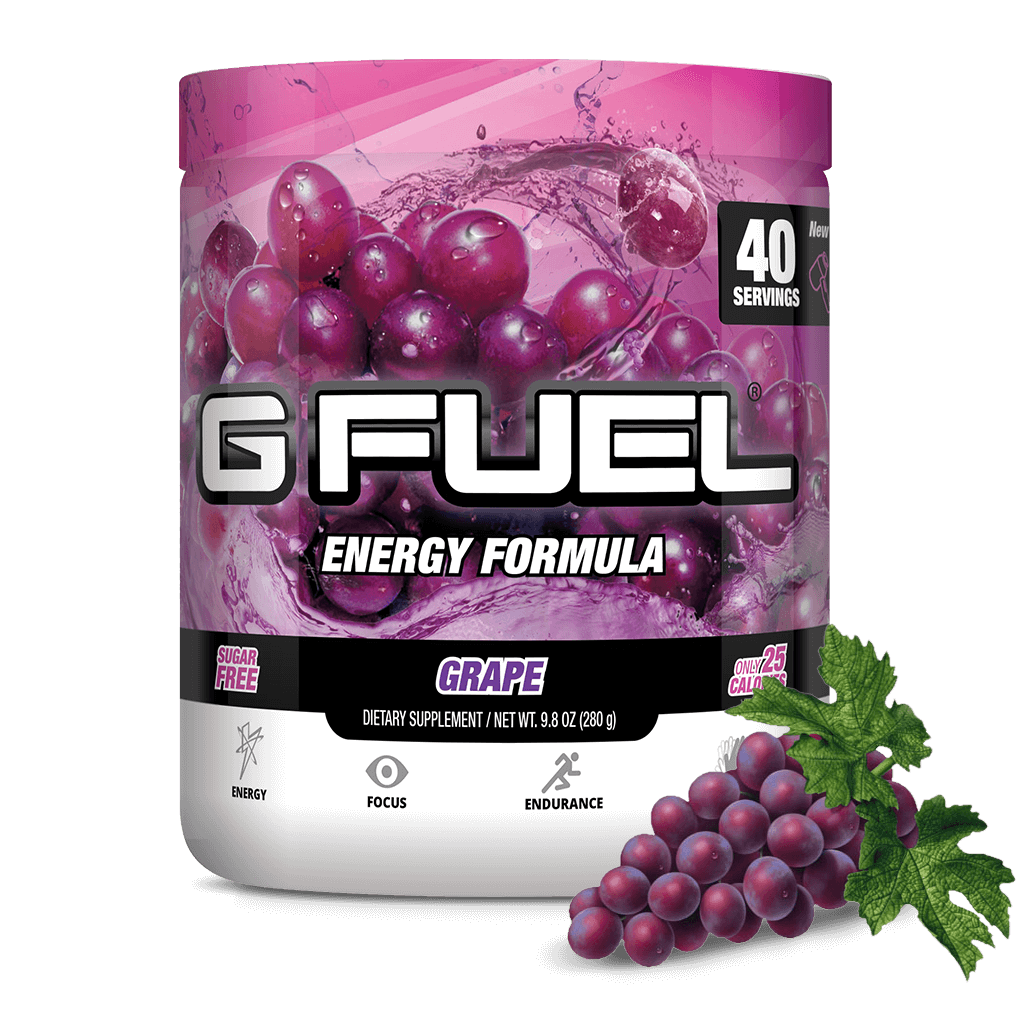 40
SERVINGS
New
G FUEL®
ENERGY FORMULA
SUGAR
FREE
GRAPE
ONLY 25
DIETARY SUPPLEMENT / NET WT. 9.8 OZ (280 g)
ENERGY
FOCUS
ENDURANCE